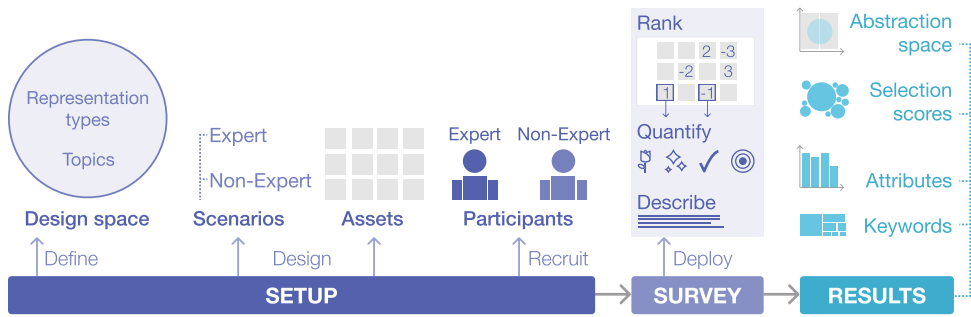 Representation
types
Topics
Design space
Define
Expert
Non-Expert
Scenarios
Design
Assets
Expert
Non-Expert
Participants
Recruit
SETUP
Rank
2 -3
-2 3
1 -1
Quantify
Describe
Deploy
SURVEY
Abstraction
space
Selection
scores
Attributes
Keywords
RESULTS